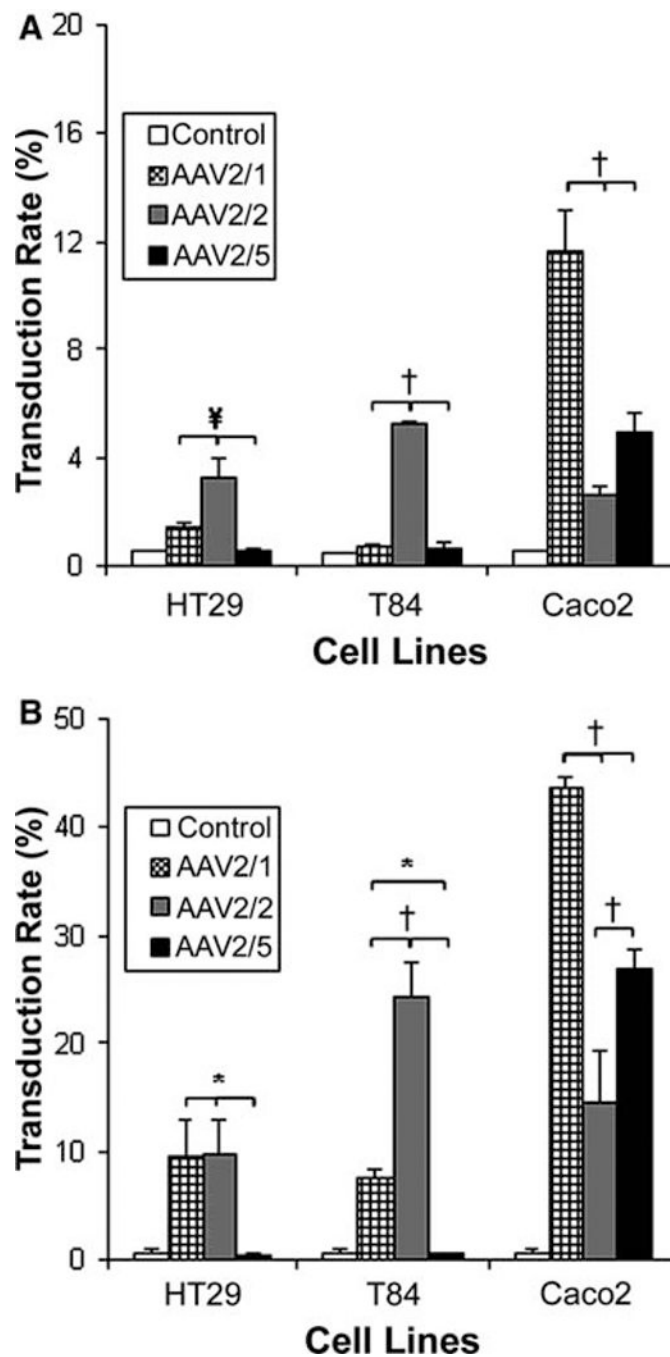 A
20
16
12
8
4
0
Transduction Rate (%)
Control
AAV2/1
AAV2/2
AAV2/5
¥
†
†
HT29 T84 Caco2
Cell Lines
B
50
40
30
20
10
0
Transduction Rate (%)
Control
AAV2/1
AAV2/2
AAV2/5
*
*
†
†
†
HT29 T84 Caco2
Cell Lines